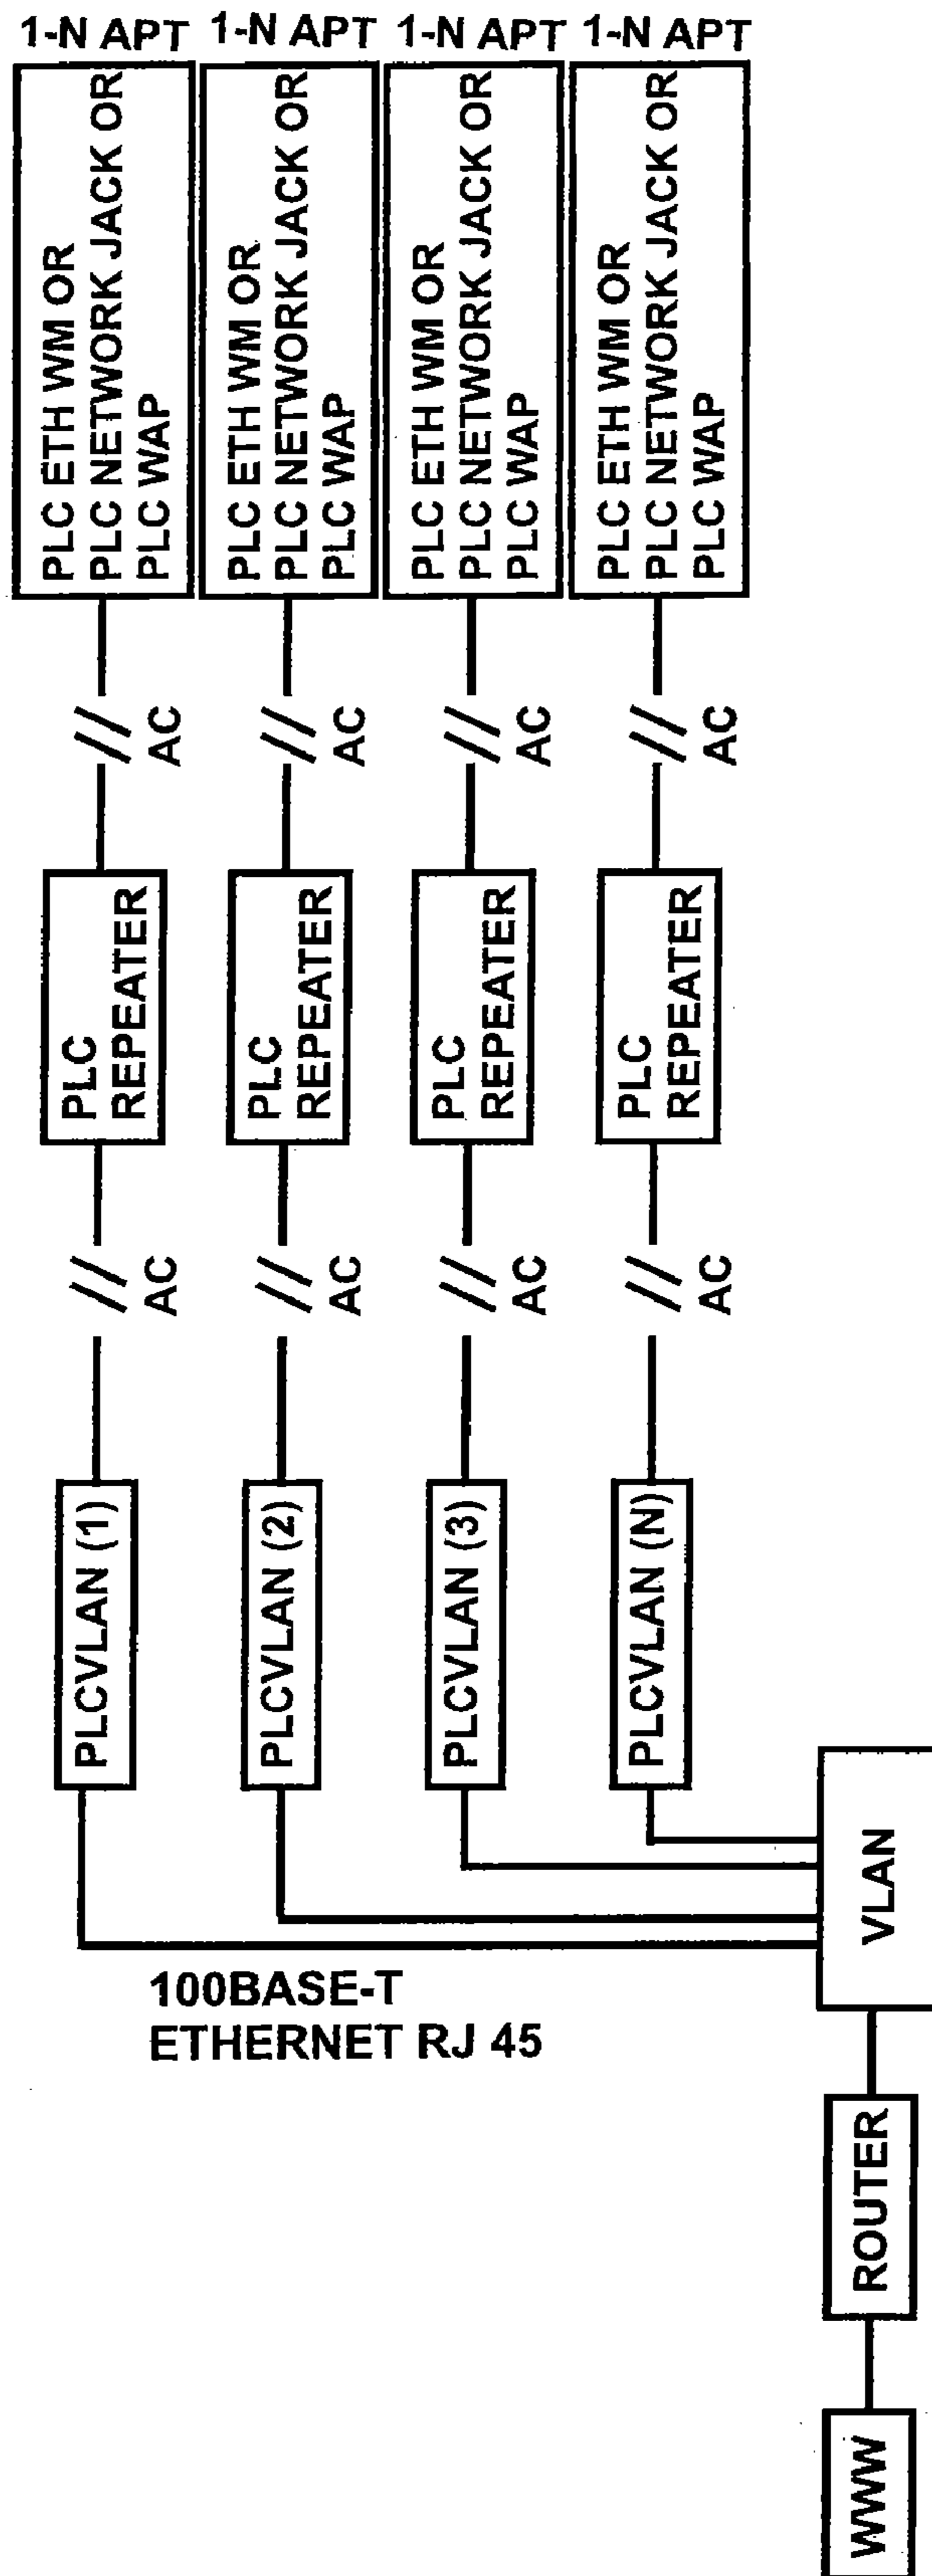 1-N APT 1-N APT 1-N APT 1-N APT
PLC ETH WM OR
PLC NETWORK JACK OR
PLC WAP
PLC ETH WM OR
PLC NETWORK JACK OR
PLC WAP
PLC ETH WM OR
PLC NETWORK JACK OR
PLC WAP
PLC ETH WM OR
PLC NETWORK JACK OR
PLC WAP
AC
AC
AC
AC
PLC
REPEATER
PLC
REPEATER
PLC
REPEATER
PLC
REPEATER
AC
AC
AC
AC
PLCVLAN (1)
PLCVLAN (2)
PLCVLAN (3)
PLCVLAN (N)
VLAN
100BASE-T
ETHERNET RJ 45
ROUTER
WWW